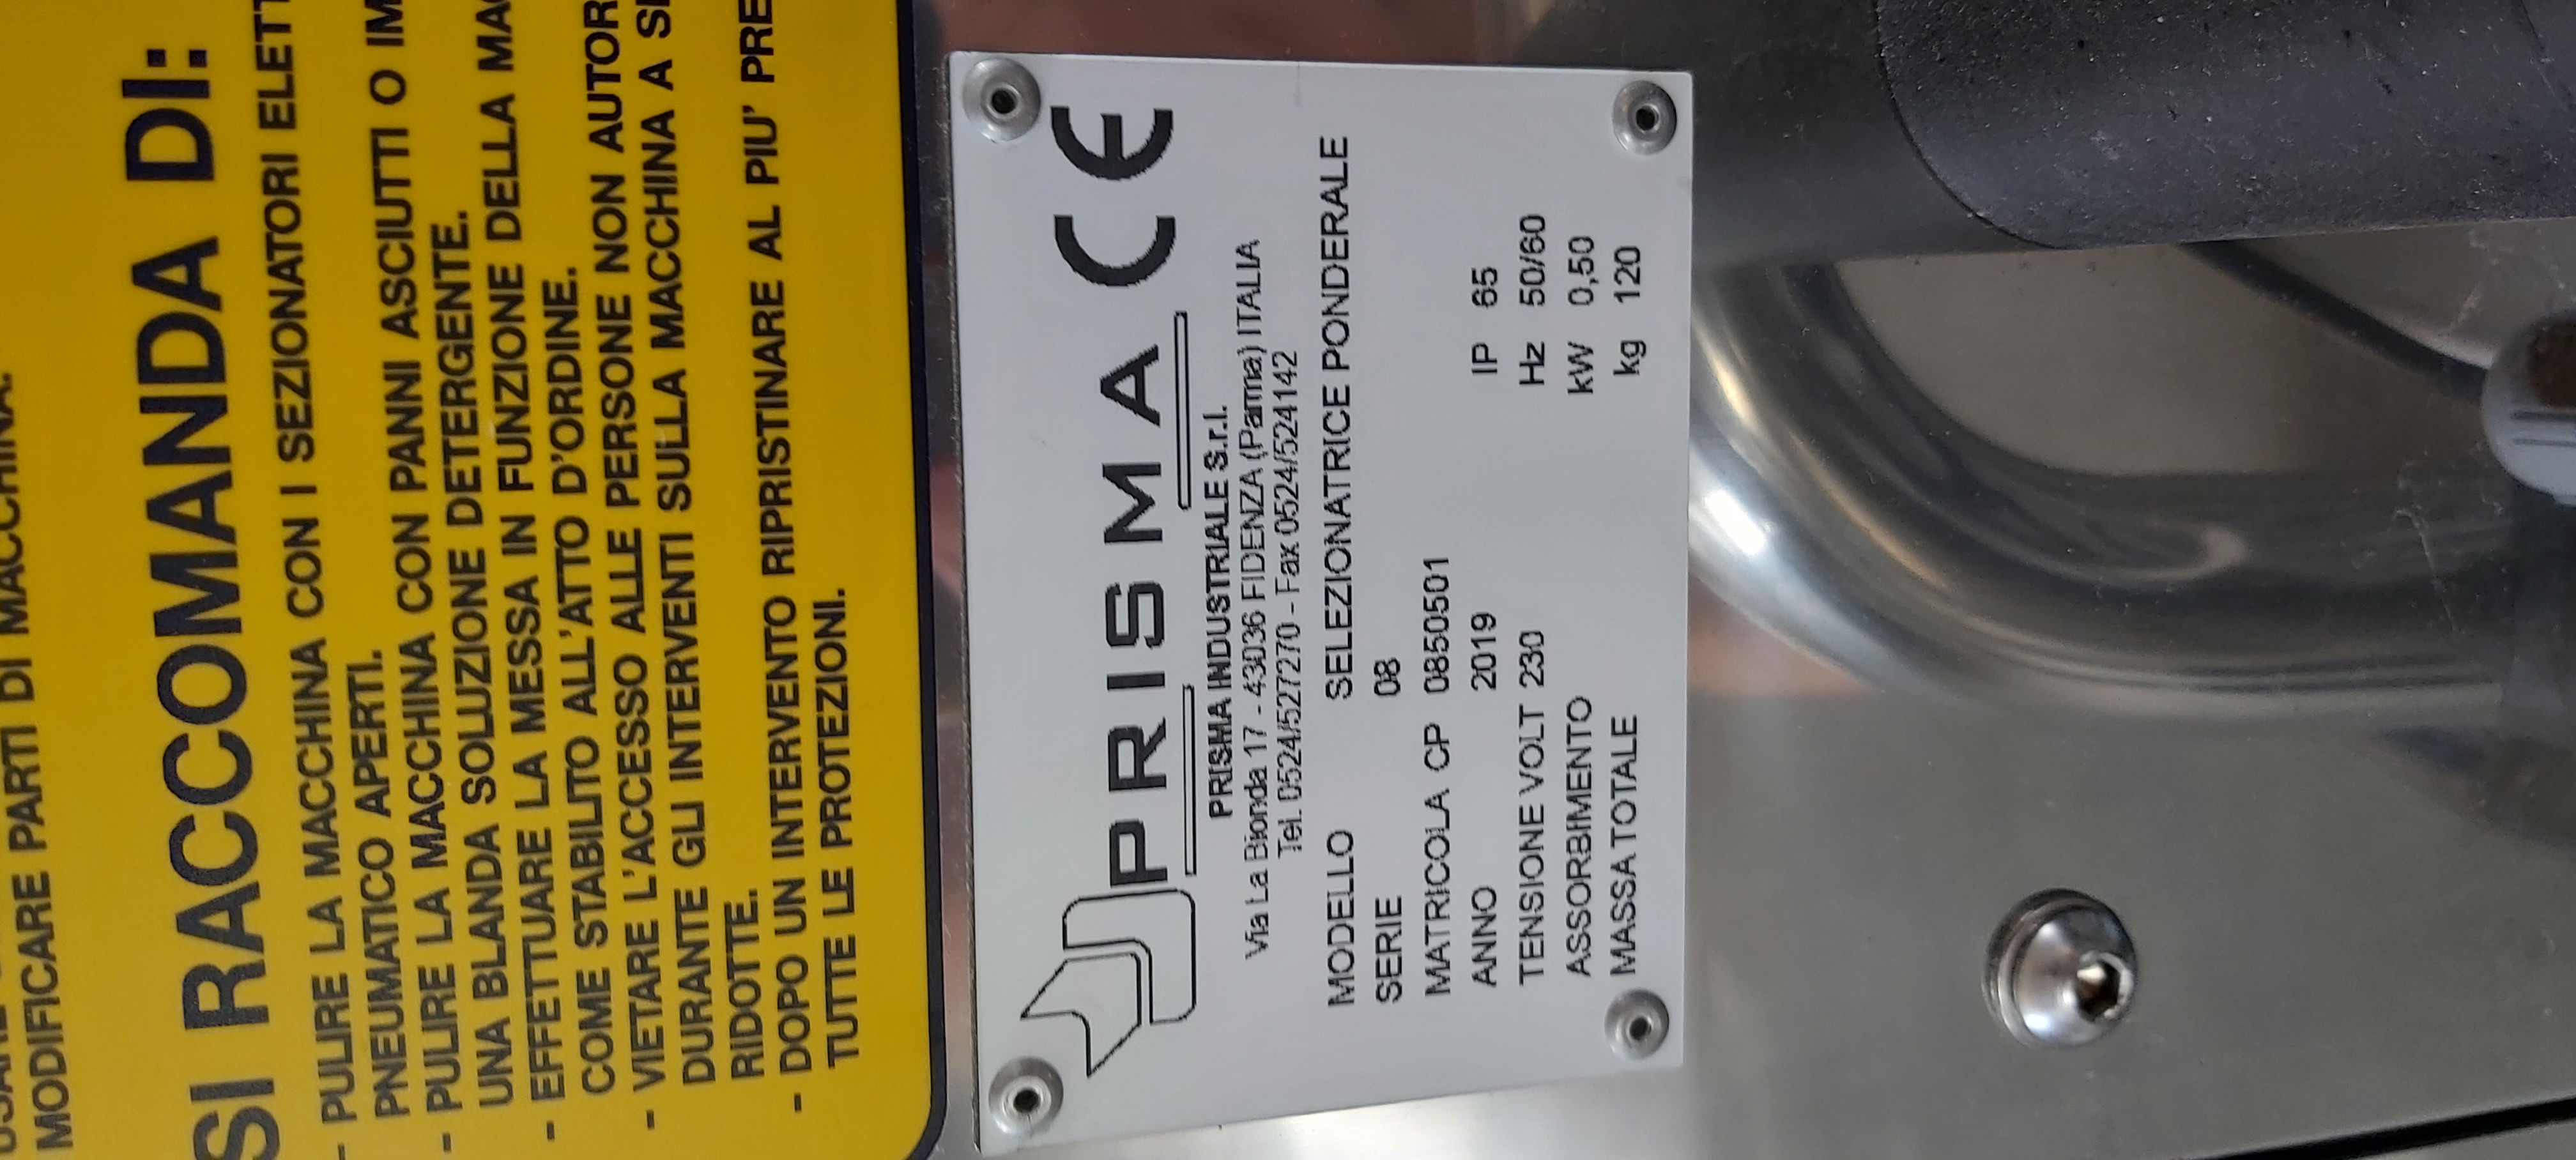 MODIFICARE PARTI DI MACCHINA.
SI RACCOMANDA DI:
- PULIRE LA MACCHINA CON I SEZIONATORI
PNEUMATICO APERTI.
- PULIRE LA MACCHINA CON PANNI ASCIUTTI O
UNA BLANDA SOLUZIONE DETERGENTE.
- EFFETTUARE LA MESSA IN FUNZIONE DELLA
COME STABILITO ALL'ATTO D'ORDINE.
- VIETARE L'ACCESSO ALLE PERSONE NON
DURANTE GLI INTERVENTI SULLA MACCHINA A
RIDOTTE.
- DOPO UN INTERVENTO RIPRISTINARE AL PIU'
TUTTE LE PROTEZIONI.
PRISMA CE
PRISMA INDUSTRIALE S.r.l.
Via La Bionda 17 - 43036 FIDENZA (Parma) ITALIA
Tel. 0524/527270 - Fax 0524/524142
MODELLO SELEZIONATRICE PONDERALE
SERIE 08
MATRICOLA CP 0850501
ANNO 2019 IP 65
TENSIONE VOLT 230 Hz 50/60
ASSORBIMENTO kW 0,50
MASSA TOTALE kg 120